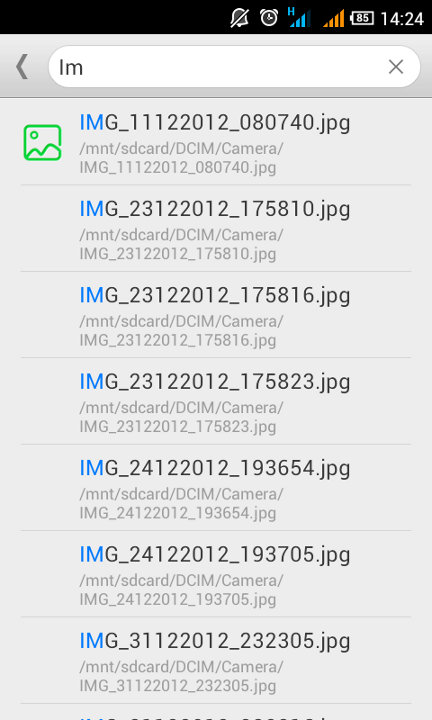 H 85 14:24
Im
IMG_11122012_080740.jpg
/mnt/sdcard/DCIM/Camera/
IMG_11122012_080740.jpg
IMG_23122012_175810.jpg
/mnt/sdcard/DCIM/Camera/
IMG_23122012_175810.jpg
IMG_23122012_175816.jpg
/mnt/sdcard/DCIM/Camera/
IMG_23122012_175816.jpg
IMG_23122012_175823.jpg
/mnt/sdcard/DCIM/Camera/
IMG_23122012_175823.jpg
IMG_24122012_193654.jpg
/mnt/sdcard/DCIM/Camera/
IMG_24122012_193654.jpg
IMG_24122012_193705.jpg
/mnt/sdcard/DCIM/Camera/
IMG_24122012_193705.jpg
IMG_31122012_232305.jpg
/mnt/sdcard/DCIM/Camera/
IMG_31122012_232305.jpg